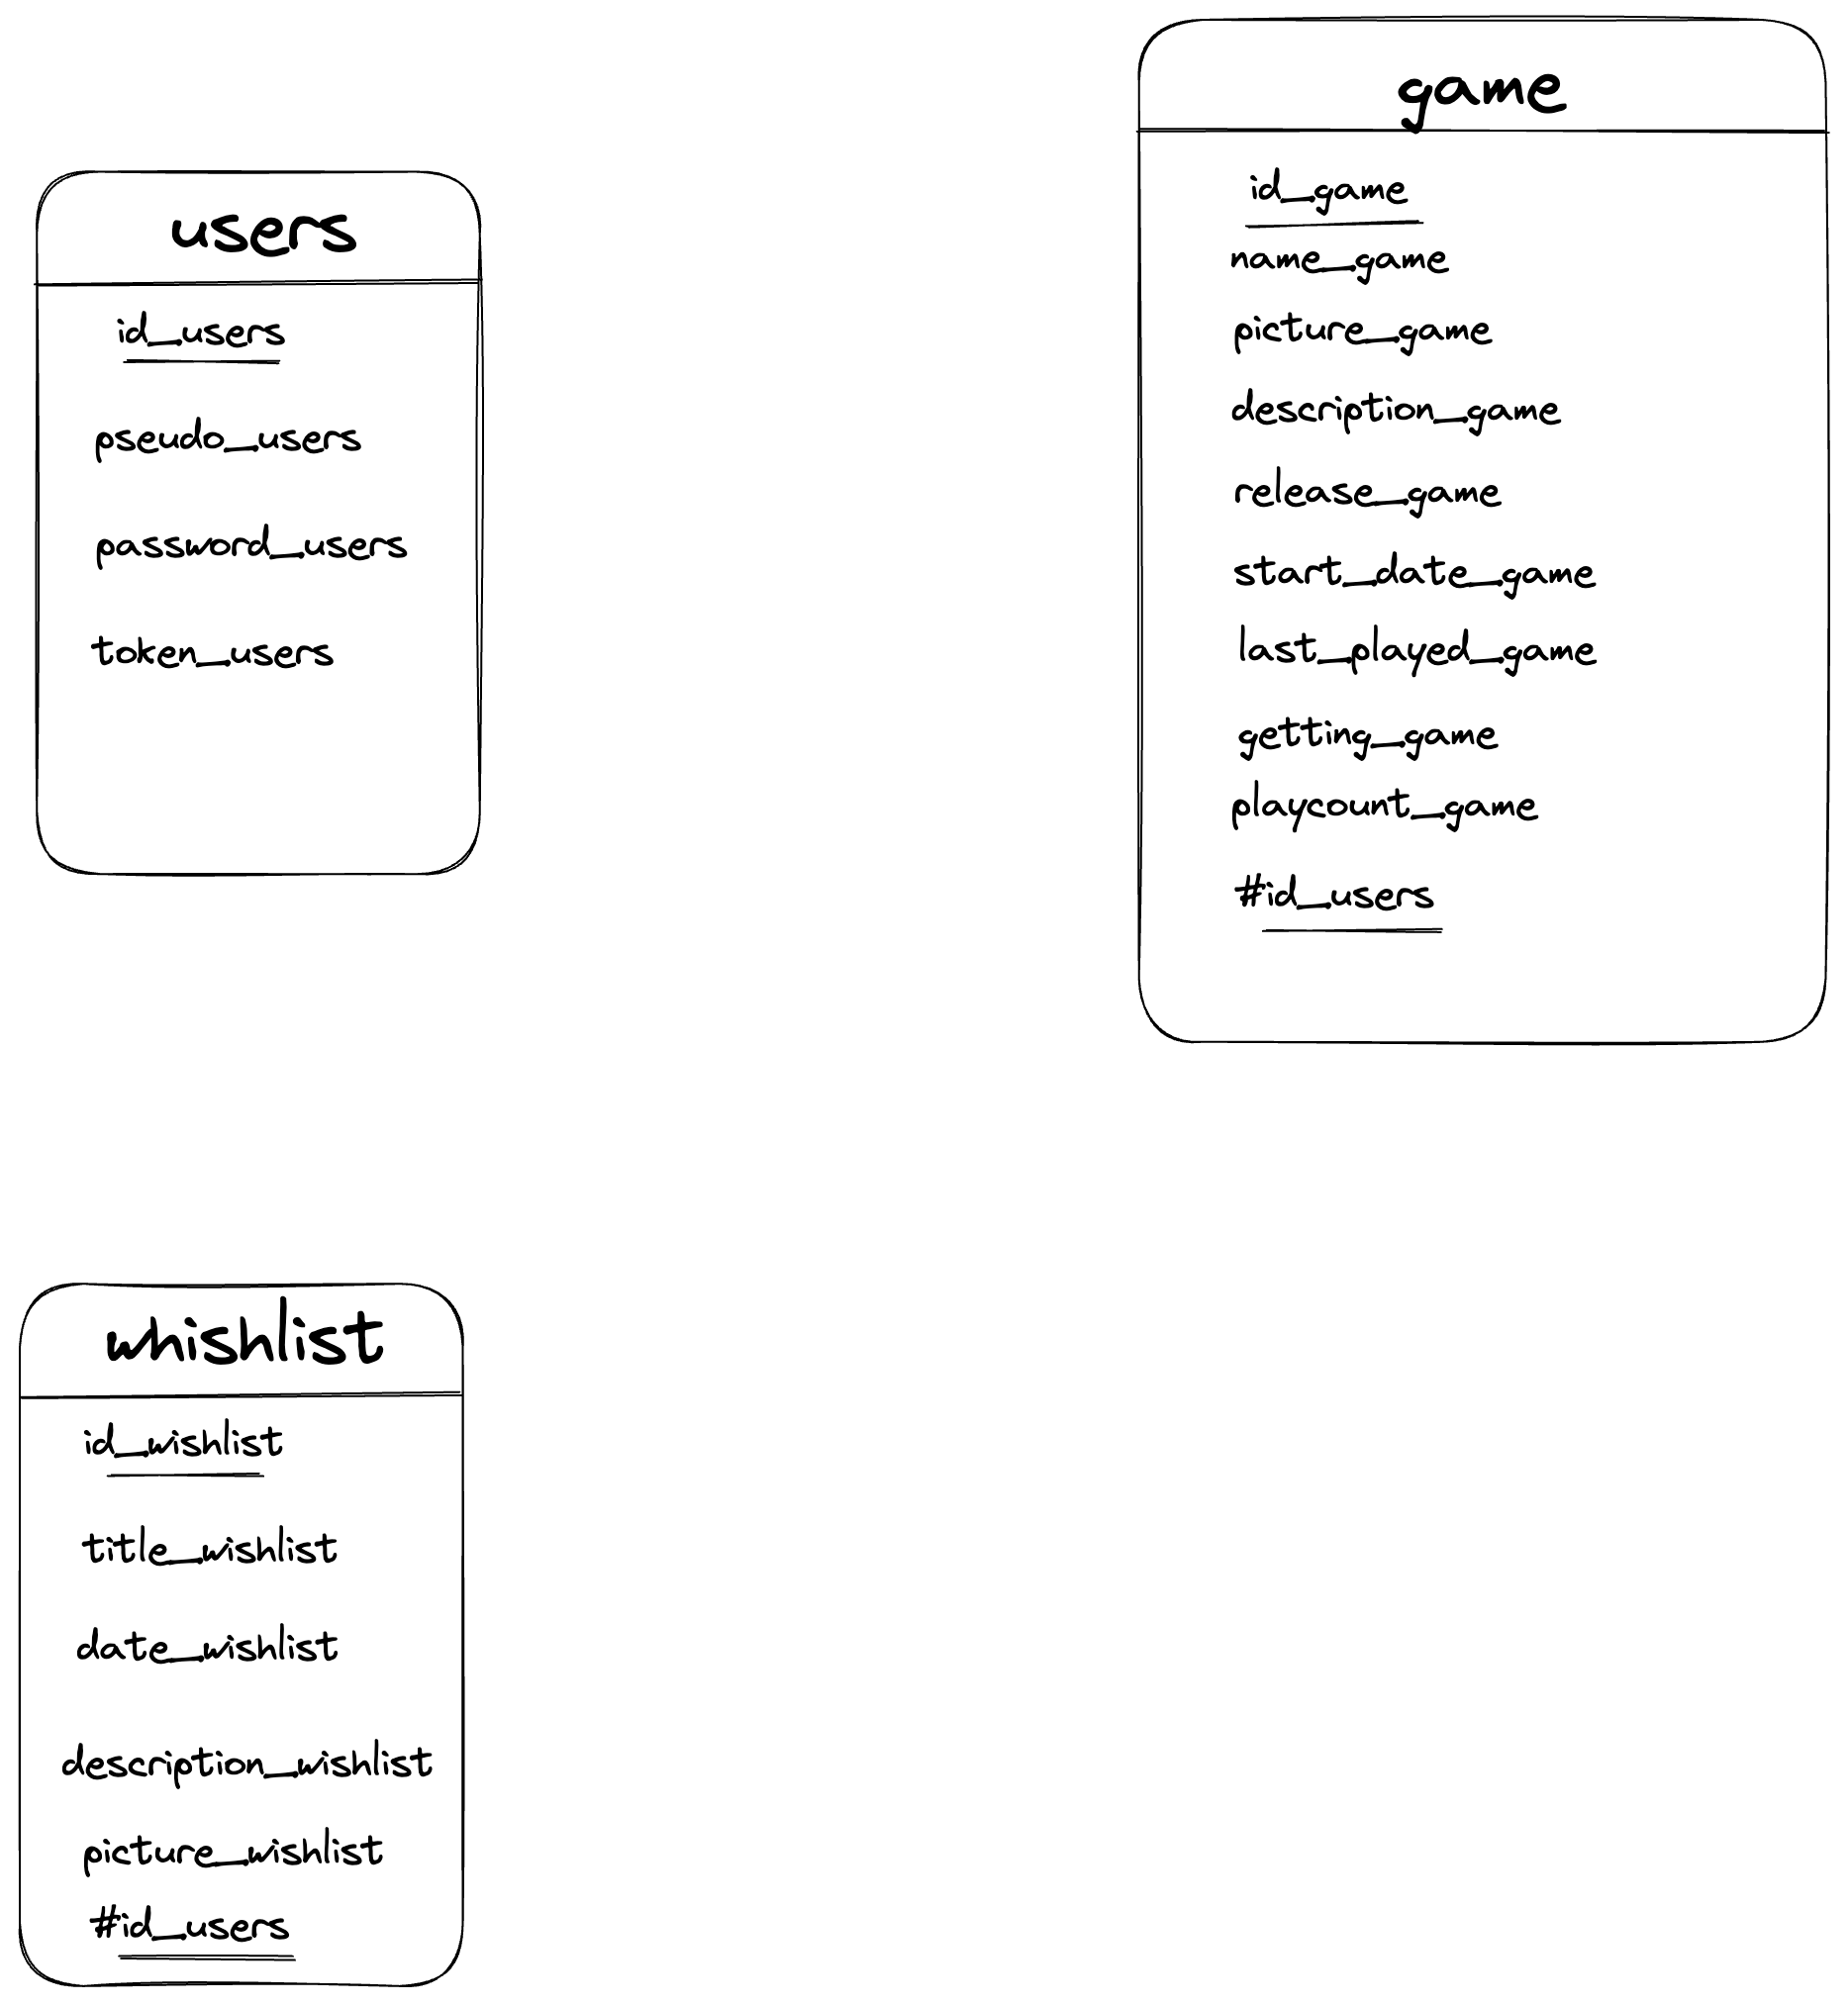 users
id_users
pseudo_users
password_users
token_users
game
id_game
name_game
picture_game
description_game
release_game
start_date_game
last_played_game
getting_game
playcount_game
#id_users
whishlist
id_wishlist
title_wishlist
date_wishlist
description_wishlist
picture_wishlist
#id_users